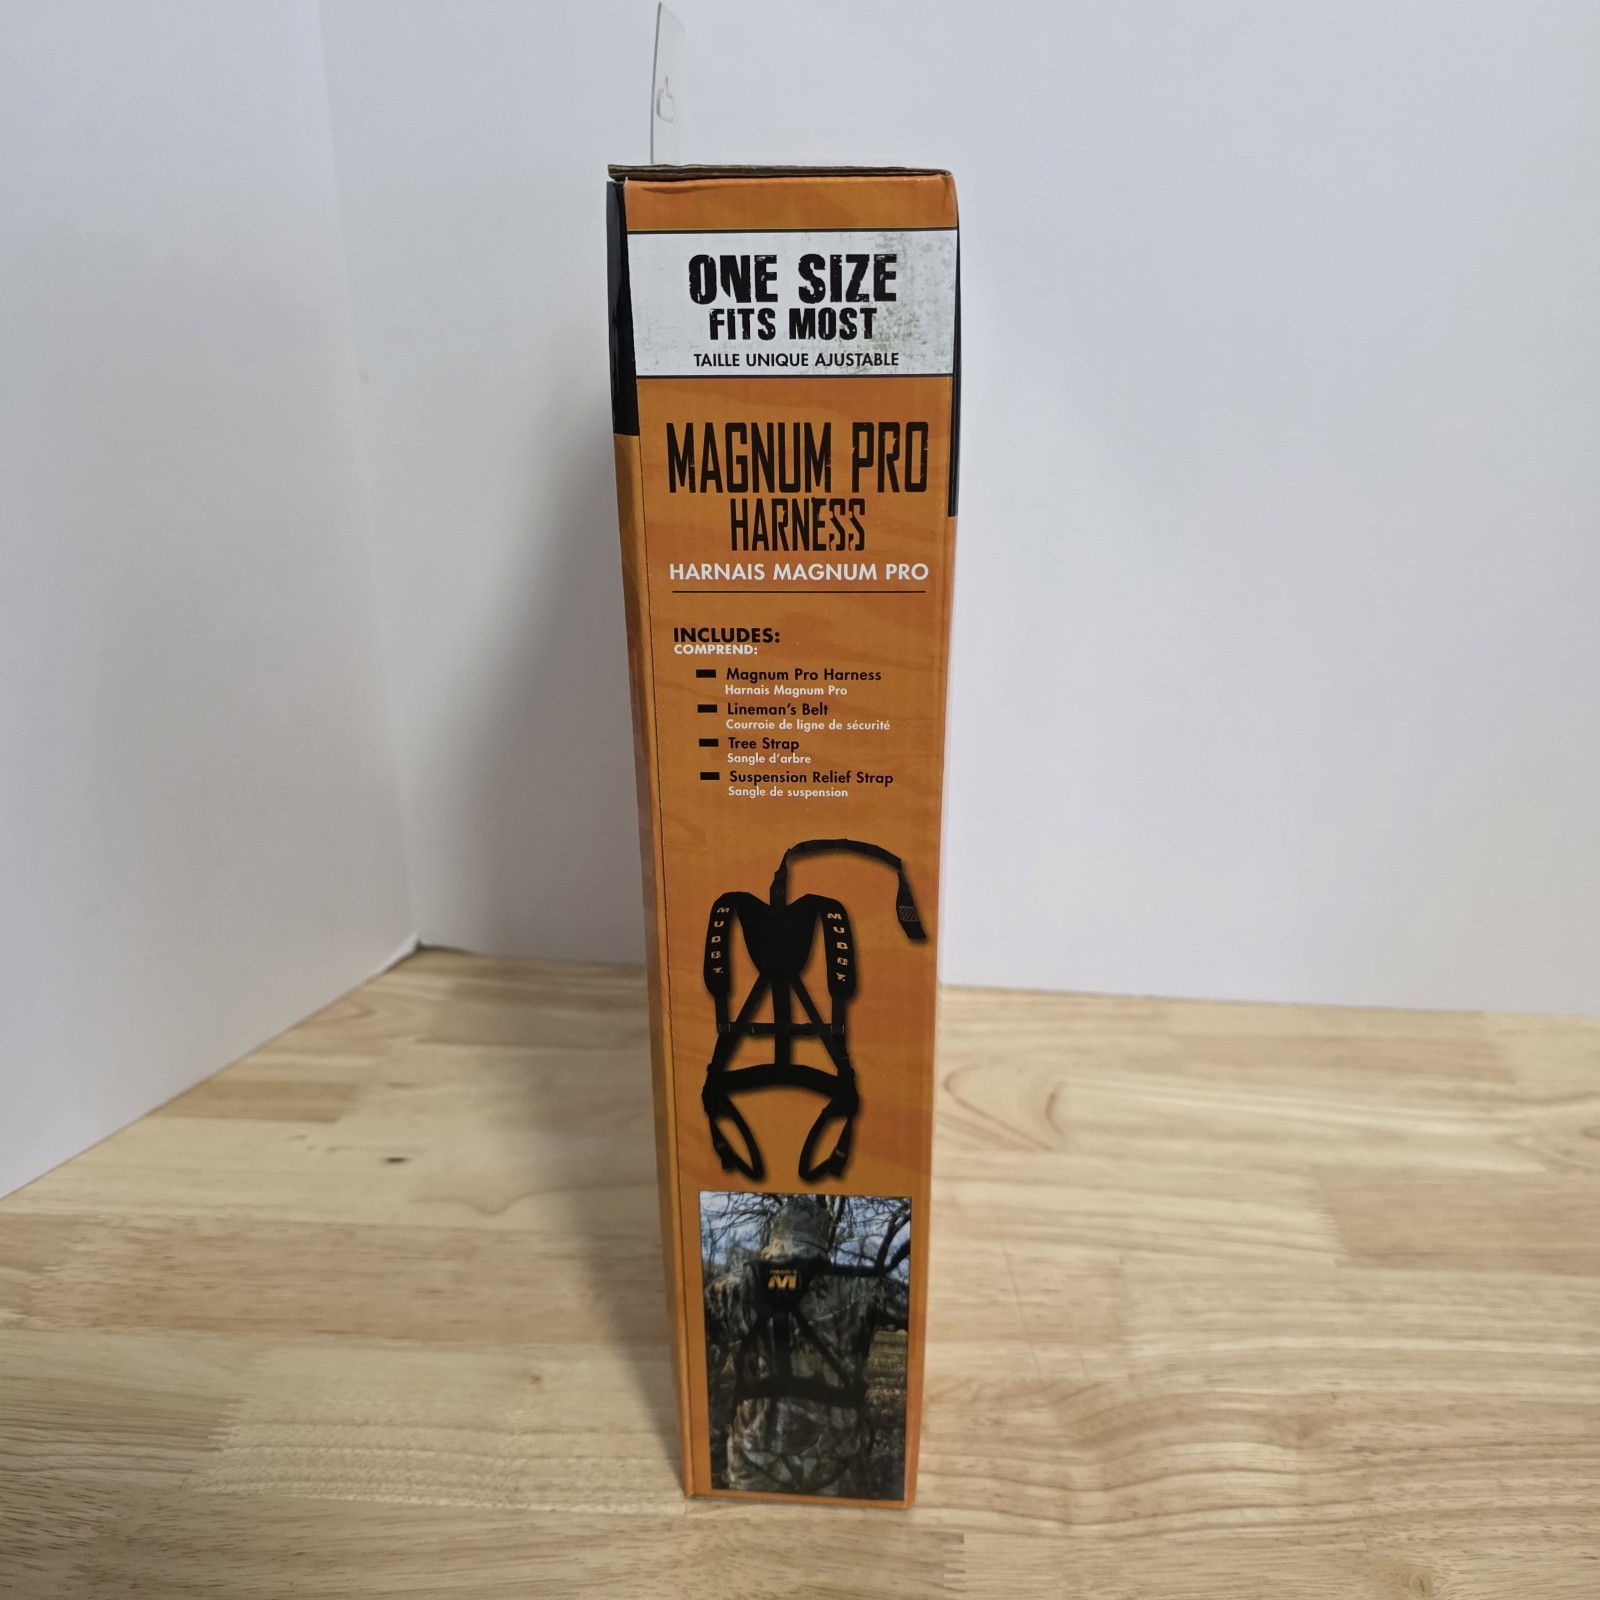 ONE SIZE
FITS MOST
TAILLE UNIQUE AJUSTABLE
MAGNUM PRO
HARNESS
HARNAIS MAGNUM PRO
INCLUDES:
COMPREND:
Magnum Pro Harness
Harnais Magnum Pro
Lineman's Belt
Courroie de ligne de sécurité
Tree Strap
Sangle d'arbre
Suspension Relief Strap
Sangle de suspension
MUDDY
MUDDY
M